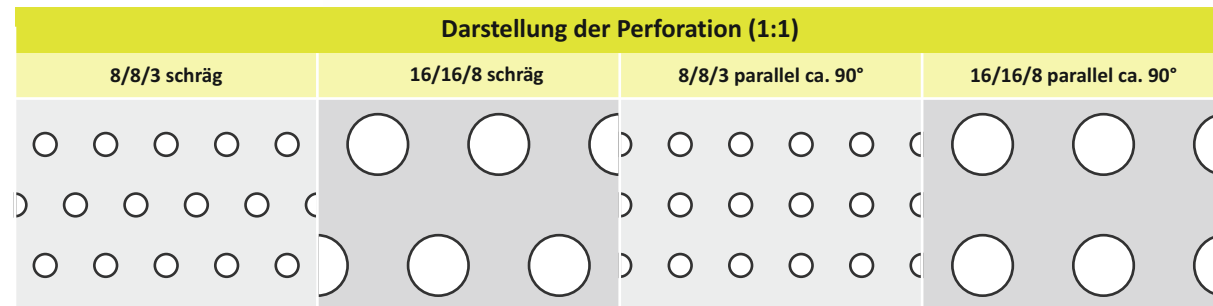 Darstellung der Perforation (1:1)
8/8/3 schräg
16/16/8 schräg
8/8/3 parallel ca. 90°
16/16/8 parallel ca. 90°